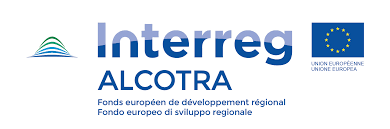 Interreg
ALCOTRA
Fonds européen de développement régional
Fondo europeo di sviluppo regionale
UNION EUROPÉENNE
UNIONE EUROPEA